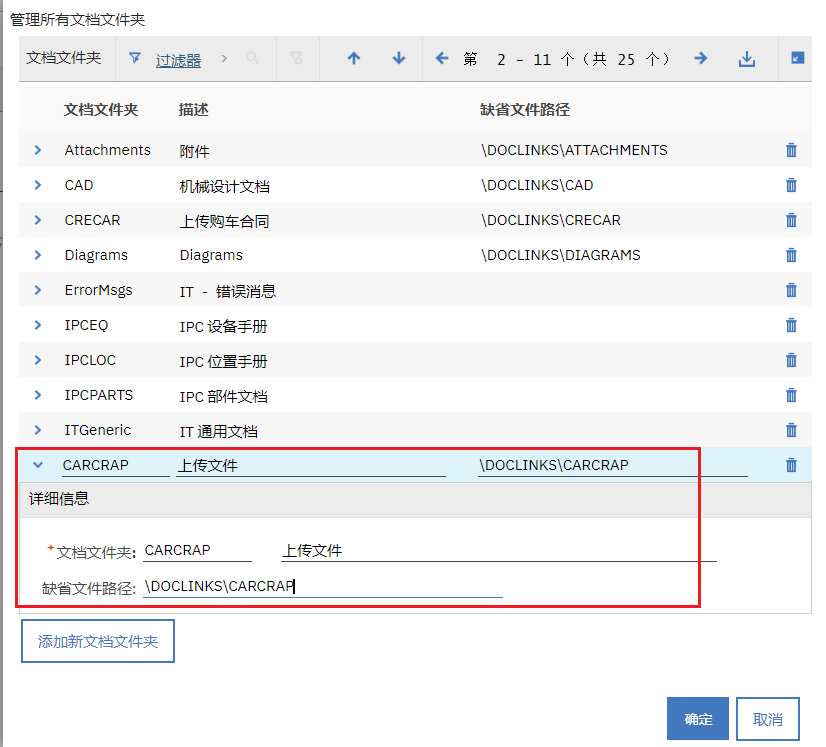 管理所有文档文件夹
文档文件夹 过滤器 第 2 - 11 个（共 25 个）
文档文件夹 描述 缺省文件路径
Attachments 附件 \DOCLINKS\ATTACHMENTS
CAD 机械设计文档 \DOCLINKS\CAD
CRECAR 上传购车合同 \DOCLINKS\CRECAR
Diagrams Diagrams \DOCLINKS\DIAGRAMS
ErrorMsgs IT - 错误消息
IPCEQ IPC 设备手册
IPCLOC IPC 位置手册
IPCPARTS IPC 部件文档
ITGeneric IT 通用文档
CARCRAP 上传文件 \DOCLINKS\CARCRAP
详细信息
*文档文件夹: CARCRAP 上传文件
缺省文件路径: \DOCLINKS\CARCRAP
添加新文档文件夹
确定 取消